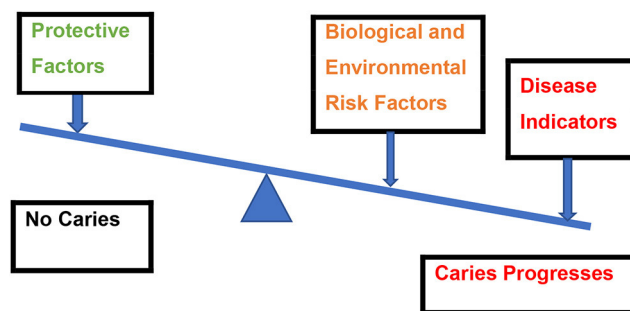 Protective
Factors
Biological and
Environmental
Risk Factors
Disease
Indicators
No Caries
Caries Progresses